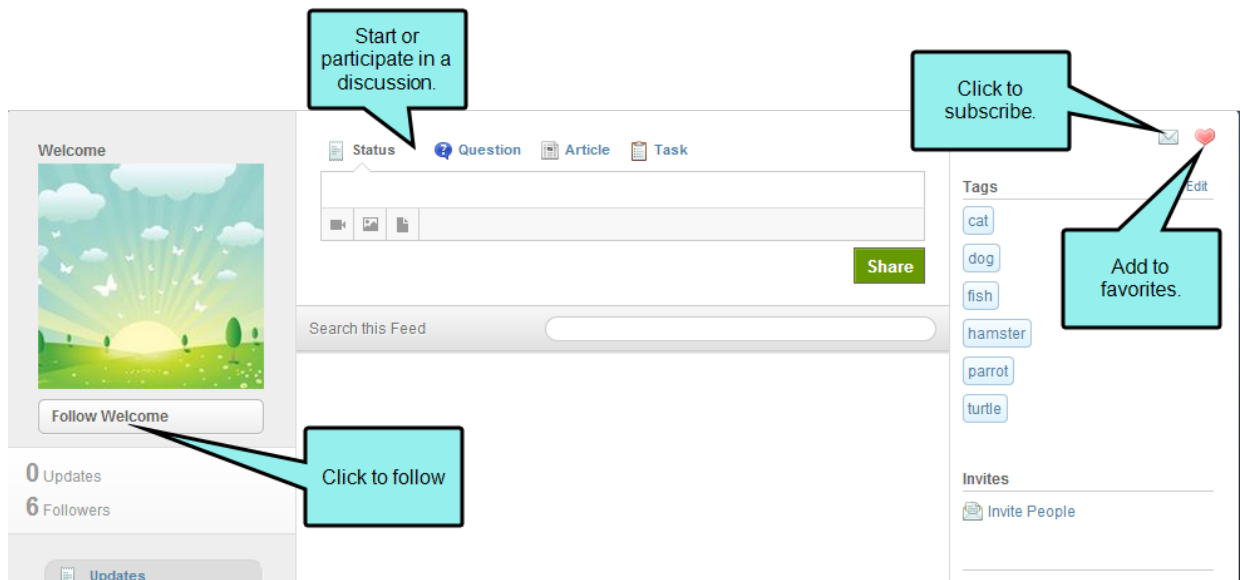 Start or
participate in a
discussion.
Click to
subscribe.
Welcome
Status Question Article Task
Share
Search this Feed
Follow Welcome
Click to follow
0 Updates
6 Followers
Updates
Tags Edit
cat
dog
fish
hamster
parrot
turtle
Add to
favorites.
Invites
Invite People